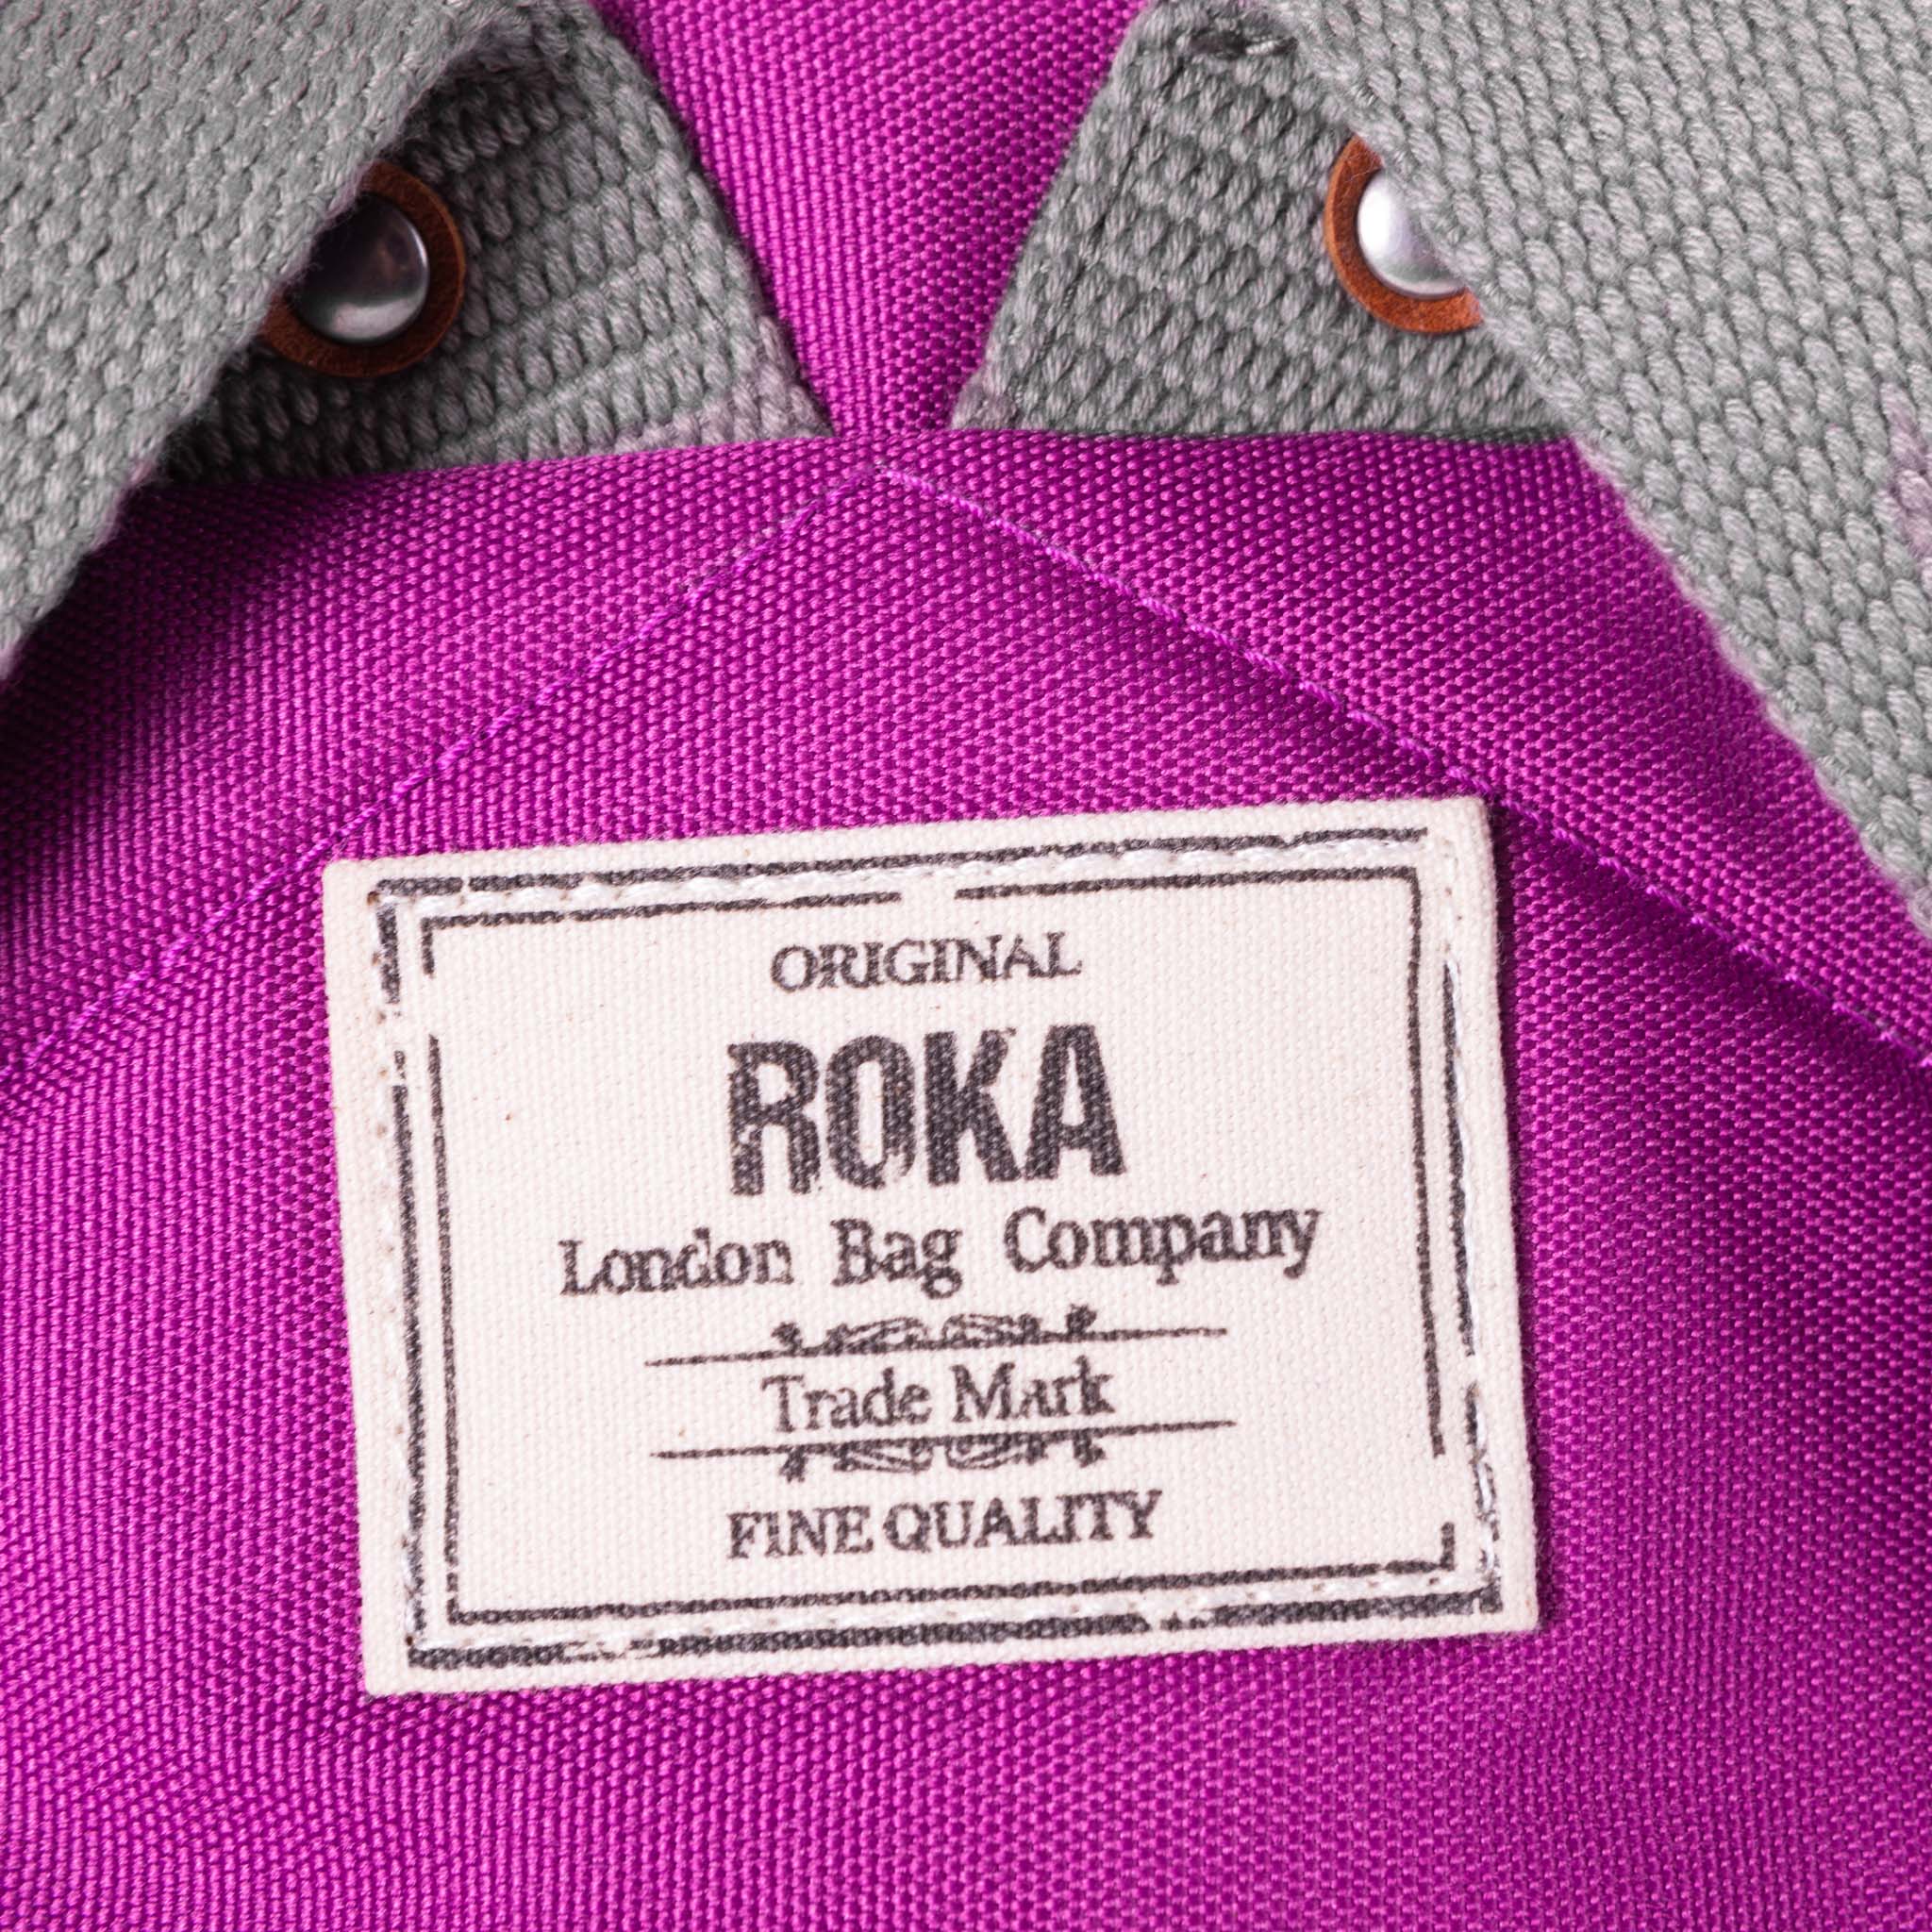 ORIGINAL
ROKA
London Bag Company
Trade Mark
FINE QUALITY